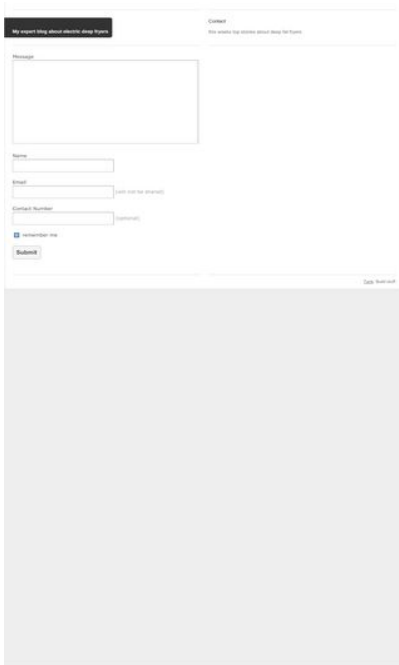 My expert blog about electric deep fryers
Contact
this weeks top stories about deep fat fryers
Message
Name
Email
(will not be shared)
Contact Number
(optional)
remember me
Submit